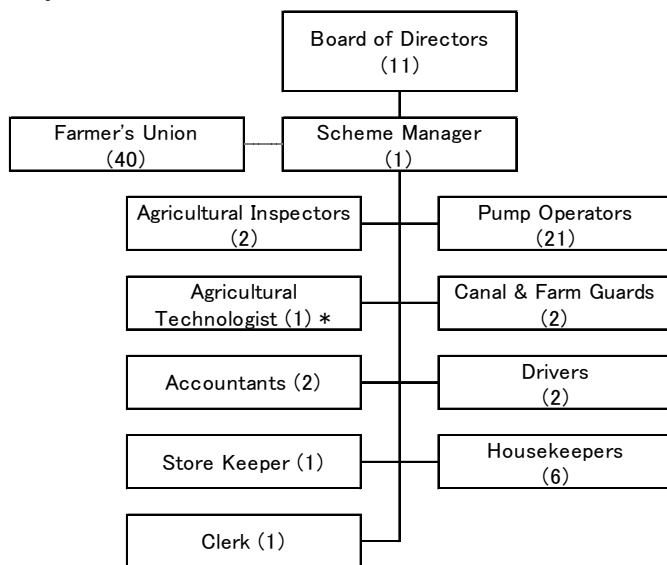 Board of Directors
(11)
Farmer's Union
(40)
Scheme Manager
(1)
Agricultural Inspectors
(2)
Pump Operators
(21)
Agricultural
Technologist (1) *
Canal & Farm Guards
(2)
Accountants (2)
Drivers
(2)
Store Keeper (1)
Housekeepers
(6)
Clerk (1)